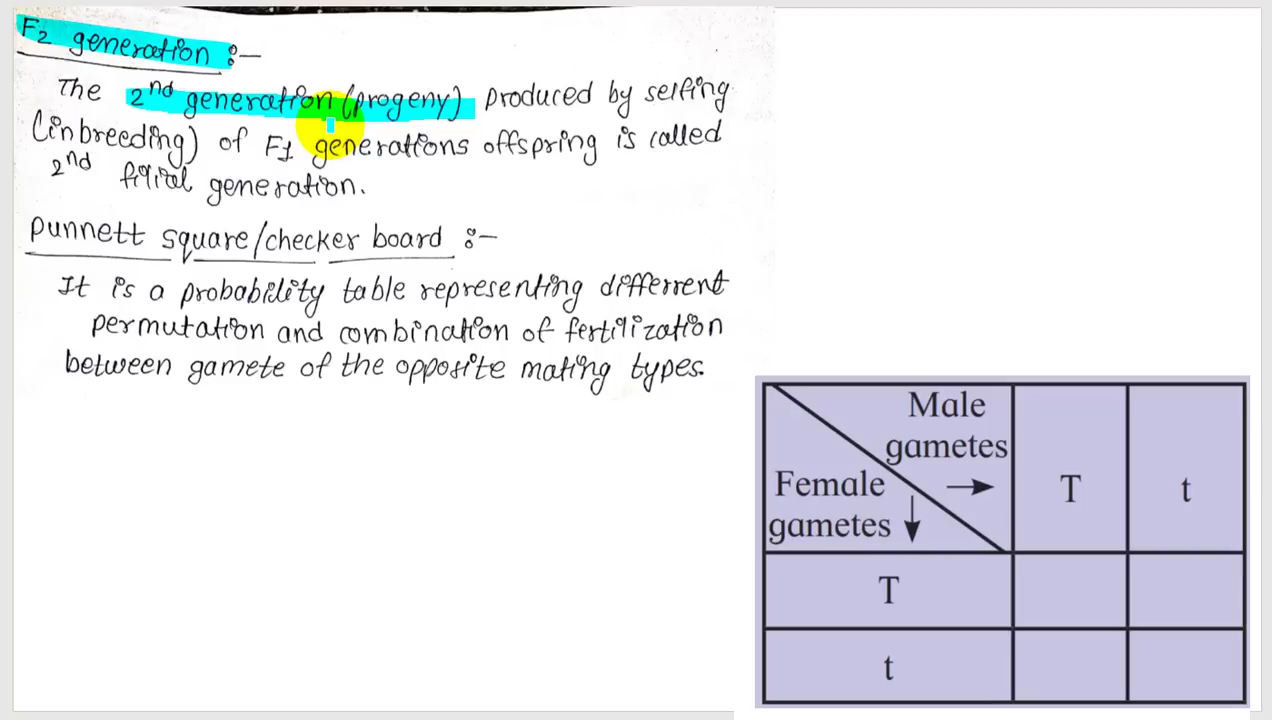 F2 generation :-
The 2nd generation (progeny) produced by selfing
(inbreeding) of F1 generations offspring is called
2nd filial generation.
Punnett square/checker board :-
It is a probability table representing different
permutation and combination of fertilization
between gamete of the opposite mating types.
Male
gametes
Female
gametes
T
t
T
t